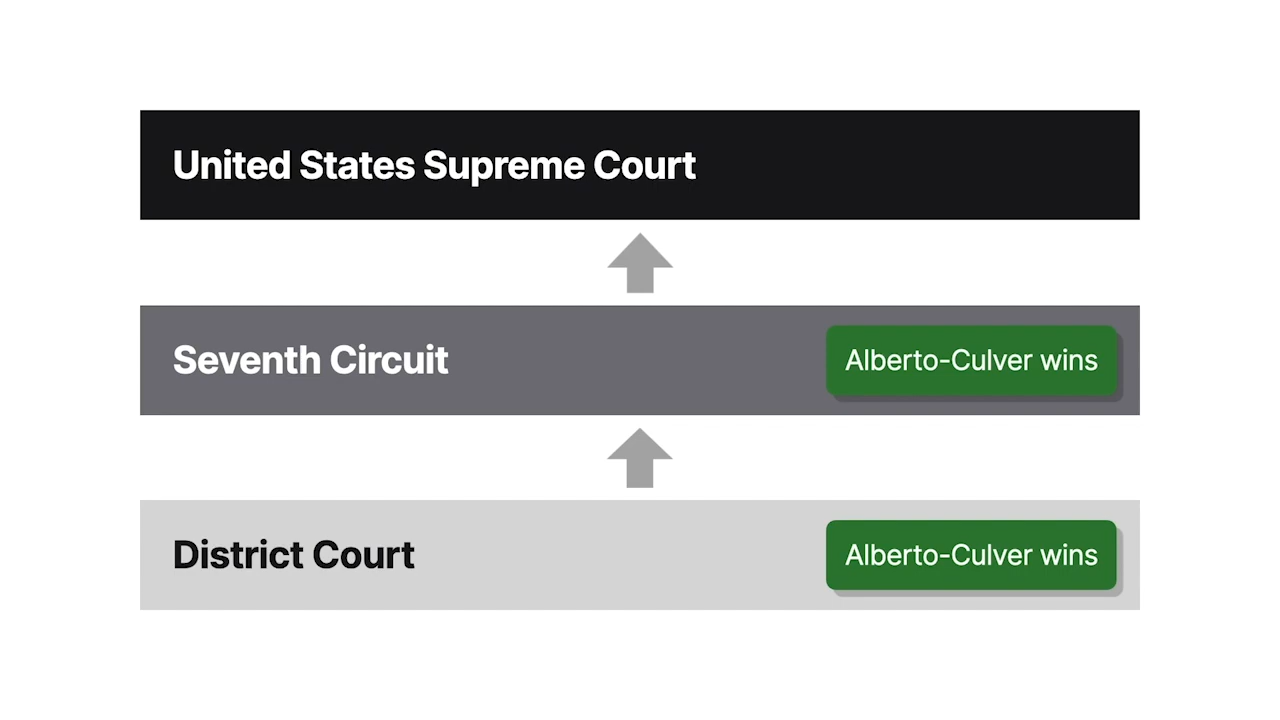 United States Supreme Court
Seventh Circuit
Alberto-Culver wins
District Court
Alberto-Culver wins